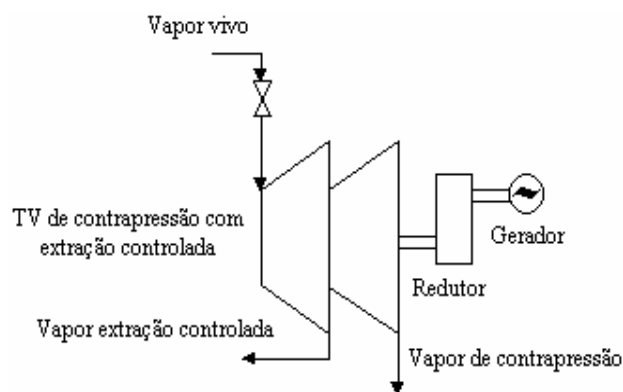 Vapor vivo
TV de contrapressão com
extração controlada
Gerador
Redutor
Vapor extração controlada
Vapor de contrapressão